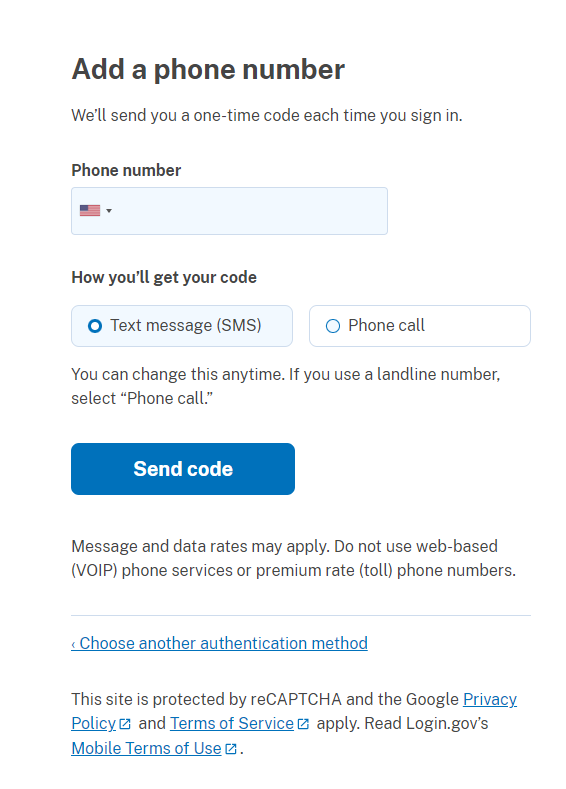 Add a phone number
We’ll send you a one-time code each time you sign in.
Phone number
How you’ll get your code
Text message (SMS)
Phone call
You can change this anytime. If you use a landline number,
select “Phone call.”
Send code
Message and data rates may apply. Do not use web-based
(VOIP) phone services or premium rate (toll) phone numbers.
‹ Choose another authentication method
This site is protected by reCAPTCHA and the Google Privacy
Policy and Terms of Service apply. Read Login.gov’s
Mobile Terms of Use.